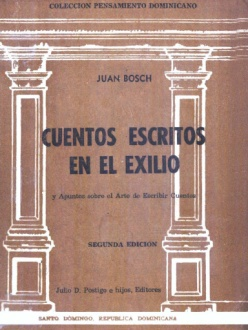 COLECCION PENSAMIENTO DOMINICANO
JUAN BOSCH
CUENTOS ESCRITOS
EN EL EXILIO
y Apuntes sobre el Arte de Escribir Cuentos
SEGUNDA EDICION
Julio D. Postigo e hijos, Editores
SANTO DOMINGO, REPUBLICA DOMINICANA